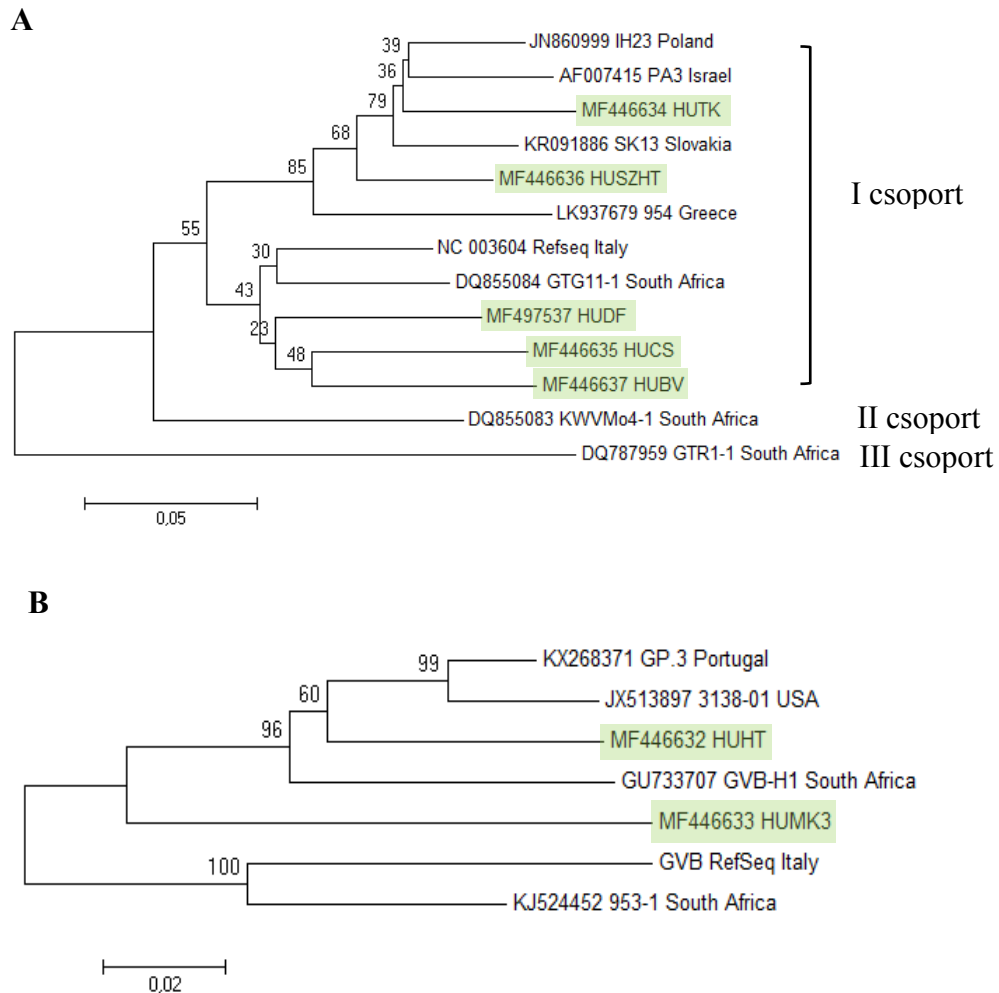 A
39
JN860999 IH23 Poland
36
AF007415 PA3 Israel
79
MF446634 HUTK
68
KR091886 SK13 Slovakia
85
MF446636 HUSZHT
I csoport
LK937679 954 Greece
55
30
NC 003604 Refseq Italy
43
DQ855084 GTG11-1 South Africa
23
MF497537 HUDF
48
MF446635 HUCS
MF446637 HUBV
DQ855083 KWVMo4-1 South Africa
II csoport
DQ787959 GTR1-1 South Africa
III csoport
0,05
B
99
KX268371 GP.3 Portugal
60
JX513897 3138-01 USA
96
MF446632 HUHT
GU733707 GVB-H1 South Africa
MF446633 HUMK3
100
GVB RefSeq Italy
KJ524452 953-1 South Africa
0,02